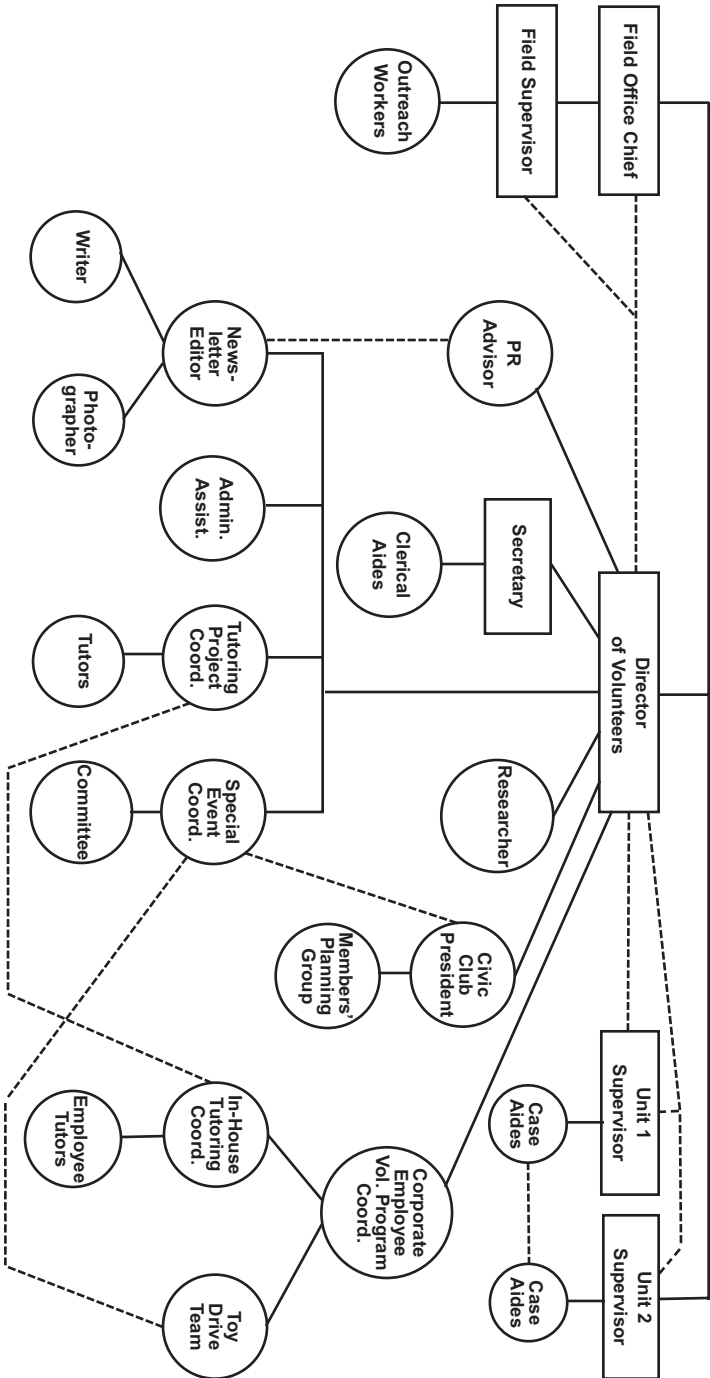 Field Office Chief
Director
of Volunteers
Unit 1
Supervisor
Unit 2
Supervisor
Field Supervisor
Outreach
Workers
PR
Advisor
Secretary
Clerical
Aides
Researcher
Case
Aides
Case
Aides
Civic
Club
President
Members’
Planning
Group
Corporate
Employee
Vol. Program
Coord.
News-
letter
Editor
Admin.
Assist.
Tutoring
Project
Coord.
Special
Event
Coord.
In-House
Tutoring
Coord.
Toy
Drive
Team
Writer
Photo-
grapher
Tutors
Committee
Employee
Tutors